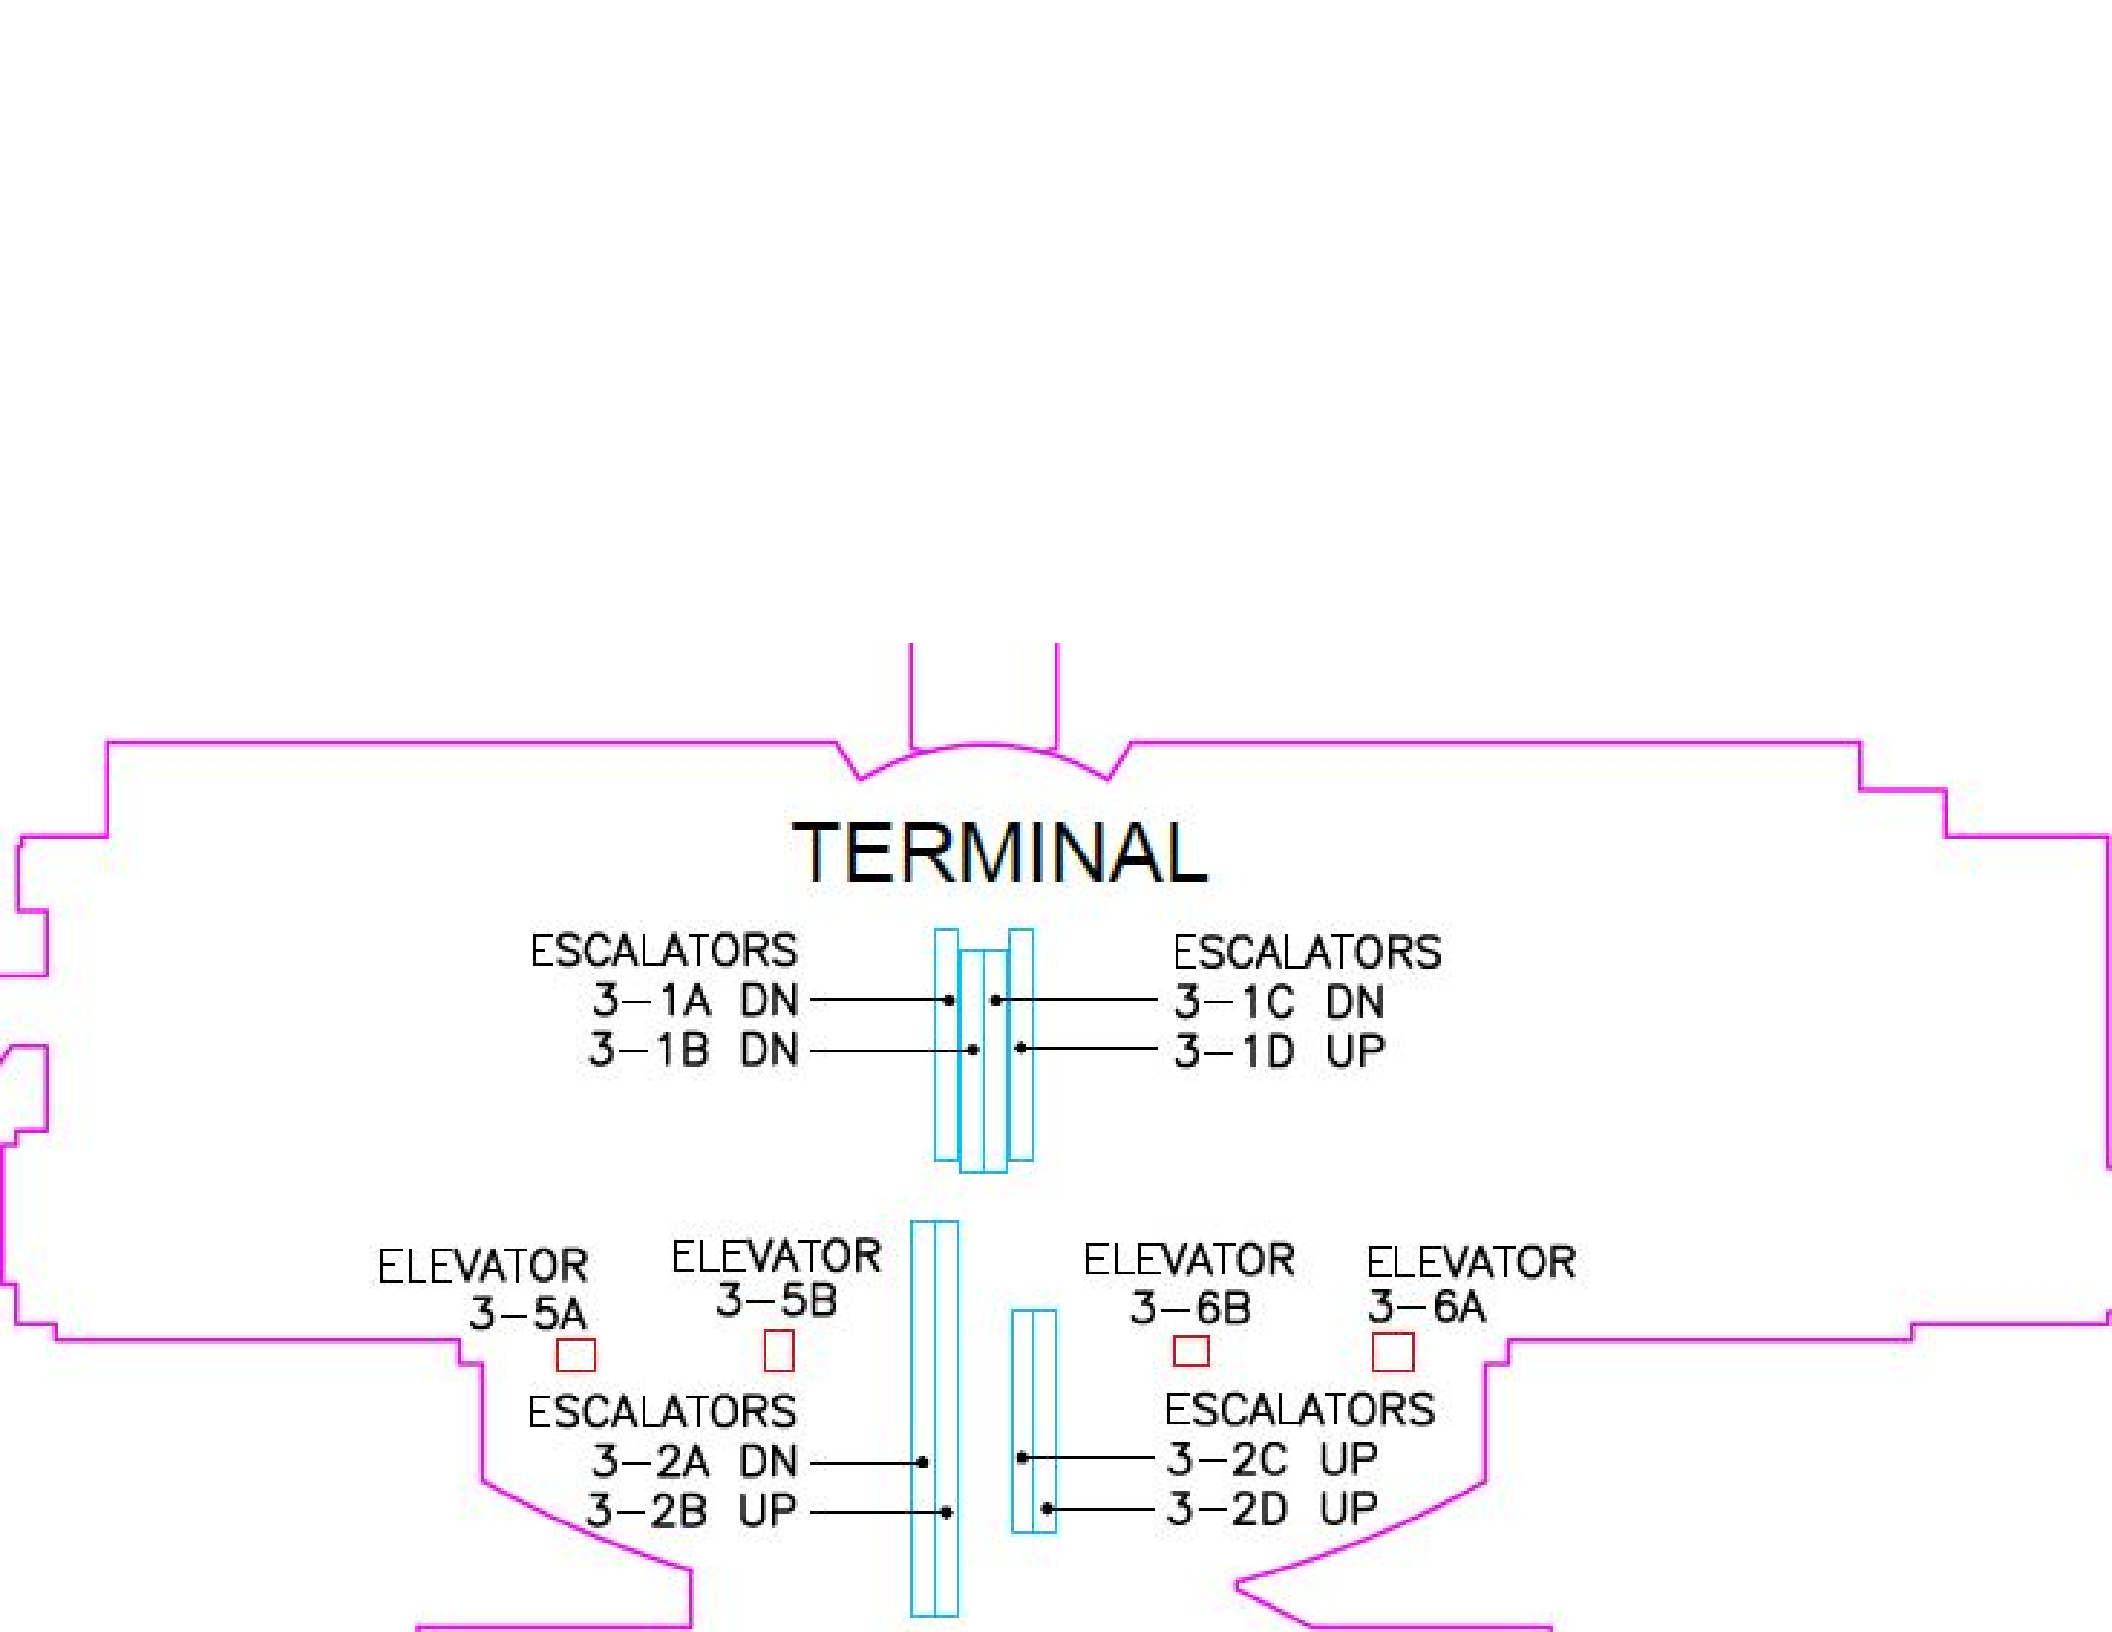 TERMINAL
ESCALATORS
3-1A DN
3-1B DN
ESCALATORS
3-1C DN
3-1D UP
ELEVATOR
3-5A
ELEVATOR
3-5B
ELEVATOR
3-6B
ELEVATOR
3-6A
ESCALATORS
3-2A DN
3-2B UP
ESCALATORS
3-2C UP
3-2D UP